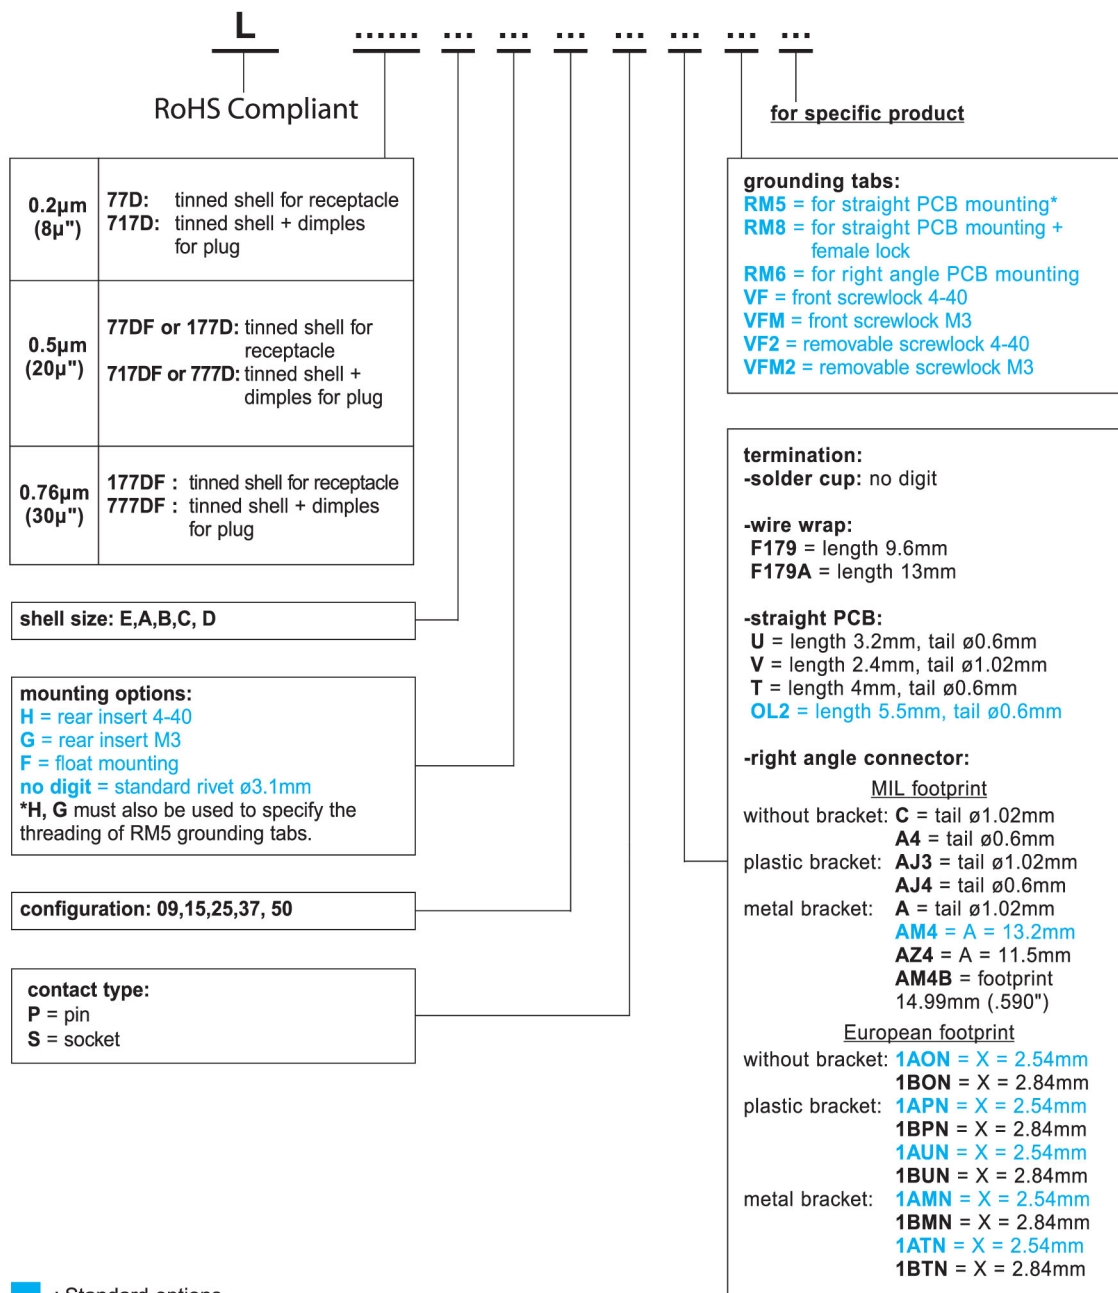 L ...... ... ... ... ... ... ... ...
RoHS Compliant
for specific product
0.2µm
(8µ")
77D: tinned shell for receptacle
717D: tinned shell + dimples
for plug
0.5µm
(20µ")
77DF or 177D: tinned shell for
receptacle
717DF or 777D: tinned shell +
dimples for plug
0.76µm
(30µ")
177DF : tinned shell for receptacle
777DF : tinned shell + dimples
for plug
shell size: E,A,B,C, D
mounting options:
H = rear insert 4-40
G = rear insert M3
F = float mounting
no digit = standard rivet ø3.1mm
*H, G must also be used to specify the
threading of RM5 grounding tabs.
configuration: 09,15,25,37, 50
contact type:
P = pin
S = socket
grounding tabs:
RM5 = for straight PCB mounting*
RM8 = for straight PCB mounting +
female lock
RM6 = for right angle PCB mounting
VF = front screwlock 4-40
VFM = front screwlock M3
VF2 = removable screwlock 4-40
VFM2 = removable screwlock M3
termination:
-solder cup: no digit
-wire wrap:
F179 = length 9.6mm
F179A = length 13mm
-straight PCB:
U = length 3.2mm, tail ø0.6mm
V = length 2.4mm, tail ø1.02mm
T = length 4mm, tail ø0.6mm
OL2 = length 5.5mm, tail ø0.6mm
-right angle connector:
MIL footprint
without bracket: C = tail ø1.02mm
A4 = tail ø0.6mm
plastic bracket: AJ3 = tail ø1.02mm
AJ4 = tail ø0.6mm
metal bracket: A = tail ø1.02mm
AM4 = A = 13.2mm
AZ4 = A = 11.5mm
AM4B = footprint
14.99mm (.590")
European footprint
without bracket: 1AON = X = 2.54mm
1BON = X = 2.84mm
plastic bracket: 1APN = X = 2.54mm
1BPN = X = 2.84mm
1AUN = X = 2.54mm
1BUN = X = 2.84mm
metal bracket: 1AMN = X = 2.54mm
1BMN = X = 2.84mm
1ATN = X = 2.54mm
1BTN = X = 2.84mm
: Standard options